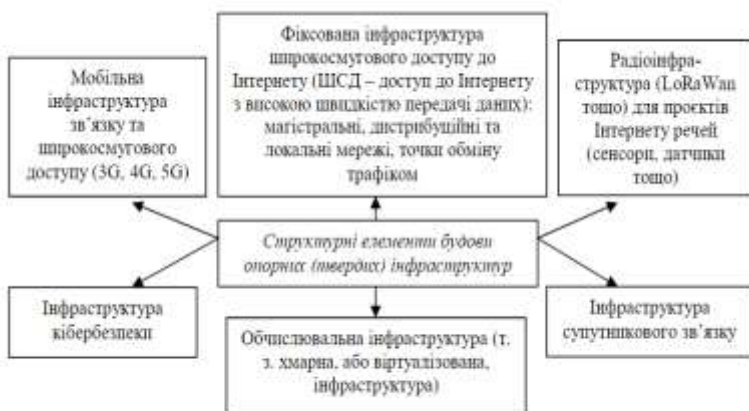 Мобільна
інфраструктура
зв’язку та
широкосмугового
доступу (3G, 4G, 5G)
Фіксована інфраструктура
широкосмугового доступу до
Інтернету (ШСД – доступ до Інтернету
з високою швидкістю передачі даних):
магістральні, дистрибуційні та
локальні мережі, точки обміну
трафіком
Радіоінфра-
структура (LoRaWan
тощо) для проєктів
Інтернету речей
(сенсори, датчики
тощо)
Структурні елементи будови
опорних (твердих) інфраструктур
Інфраструктура
кібербезпеки
Обчислювальна інфраструктура (т.
з. хмарна, або віртуалізована,
інфраструктура)
Інфраструктура
супутникового зв’язку